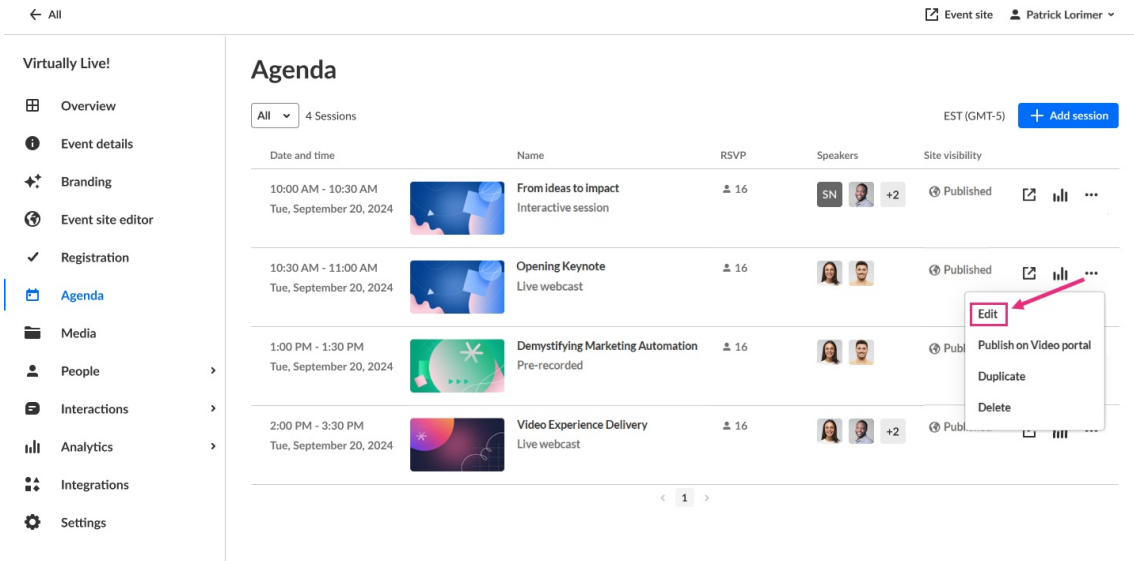 ← All
Event site
Patrick Lorimer
Virtually Live!
Overview
Event details
Branding
Event site editor
Registration
Agenda
Media
People
Interactions
Analytics
Integrations
Settings
Agenda
All
4 Sessions
EST (GMT-5)
+ Add session
Date and time Name RSVP Speakers Site visibility
10:00 AM - 10:30 AM
Tue, September 20, 2024
From ideas to impact
Interactive session
16
SN
+2
Published
10:30 AM - 11:00 AM
Tue, September 20, 2024
Opening Keynote
Live webcast
16
Published
Edit
Publish on Video portal
Duplicate
Delete
1:00 PM - 1:30 PM
Tue, September 20, 2024
Demystifying Marketing Automation
Pre-recorded
16
2:00 PM - 3:30 PM
Tue, September 20, 2024
Video Experience Delivery
Live webcast
16
+2
< 1 >